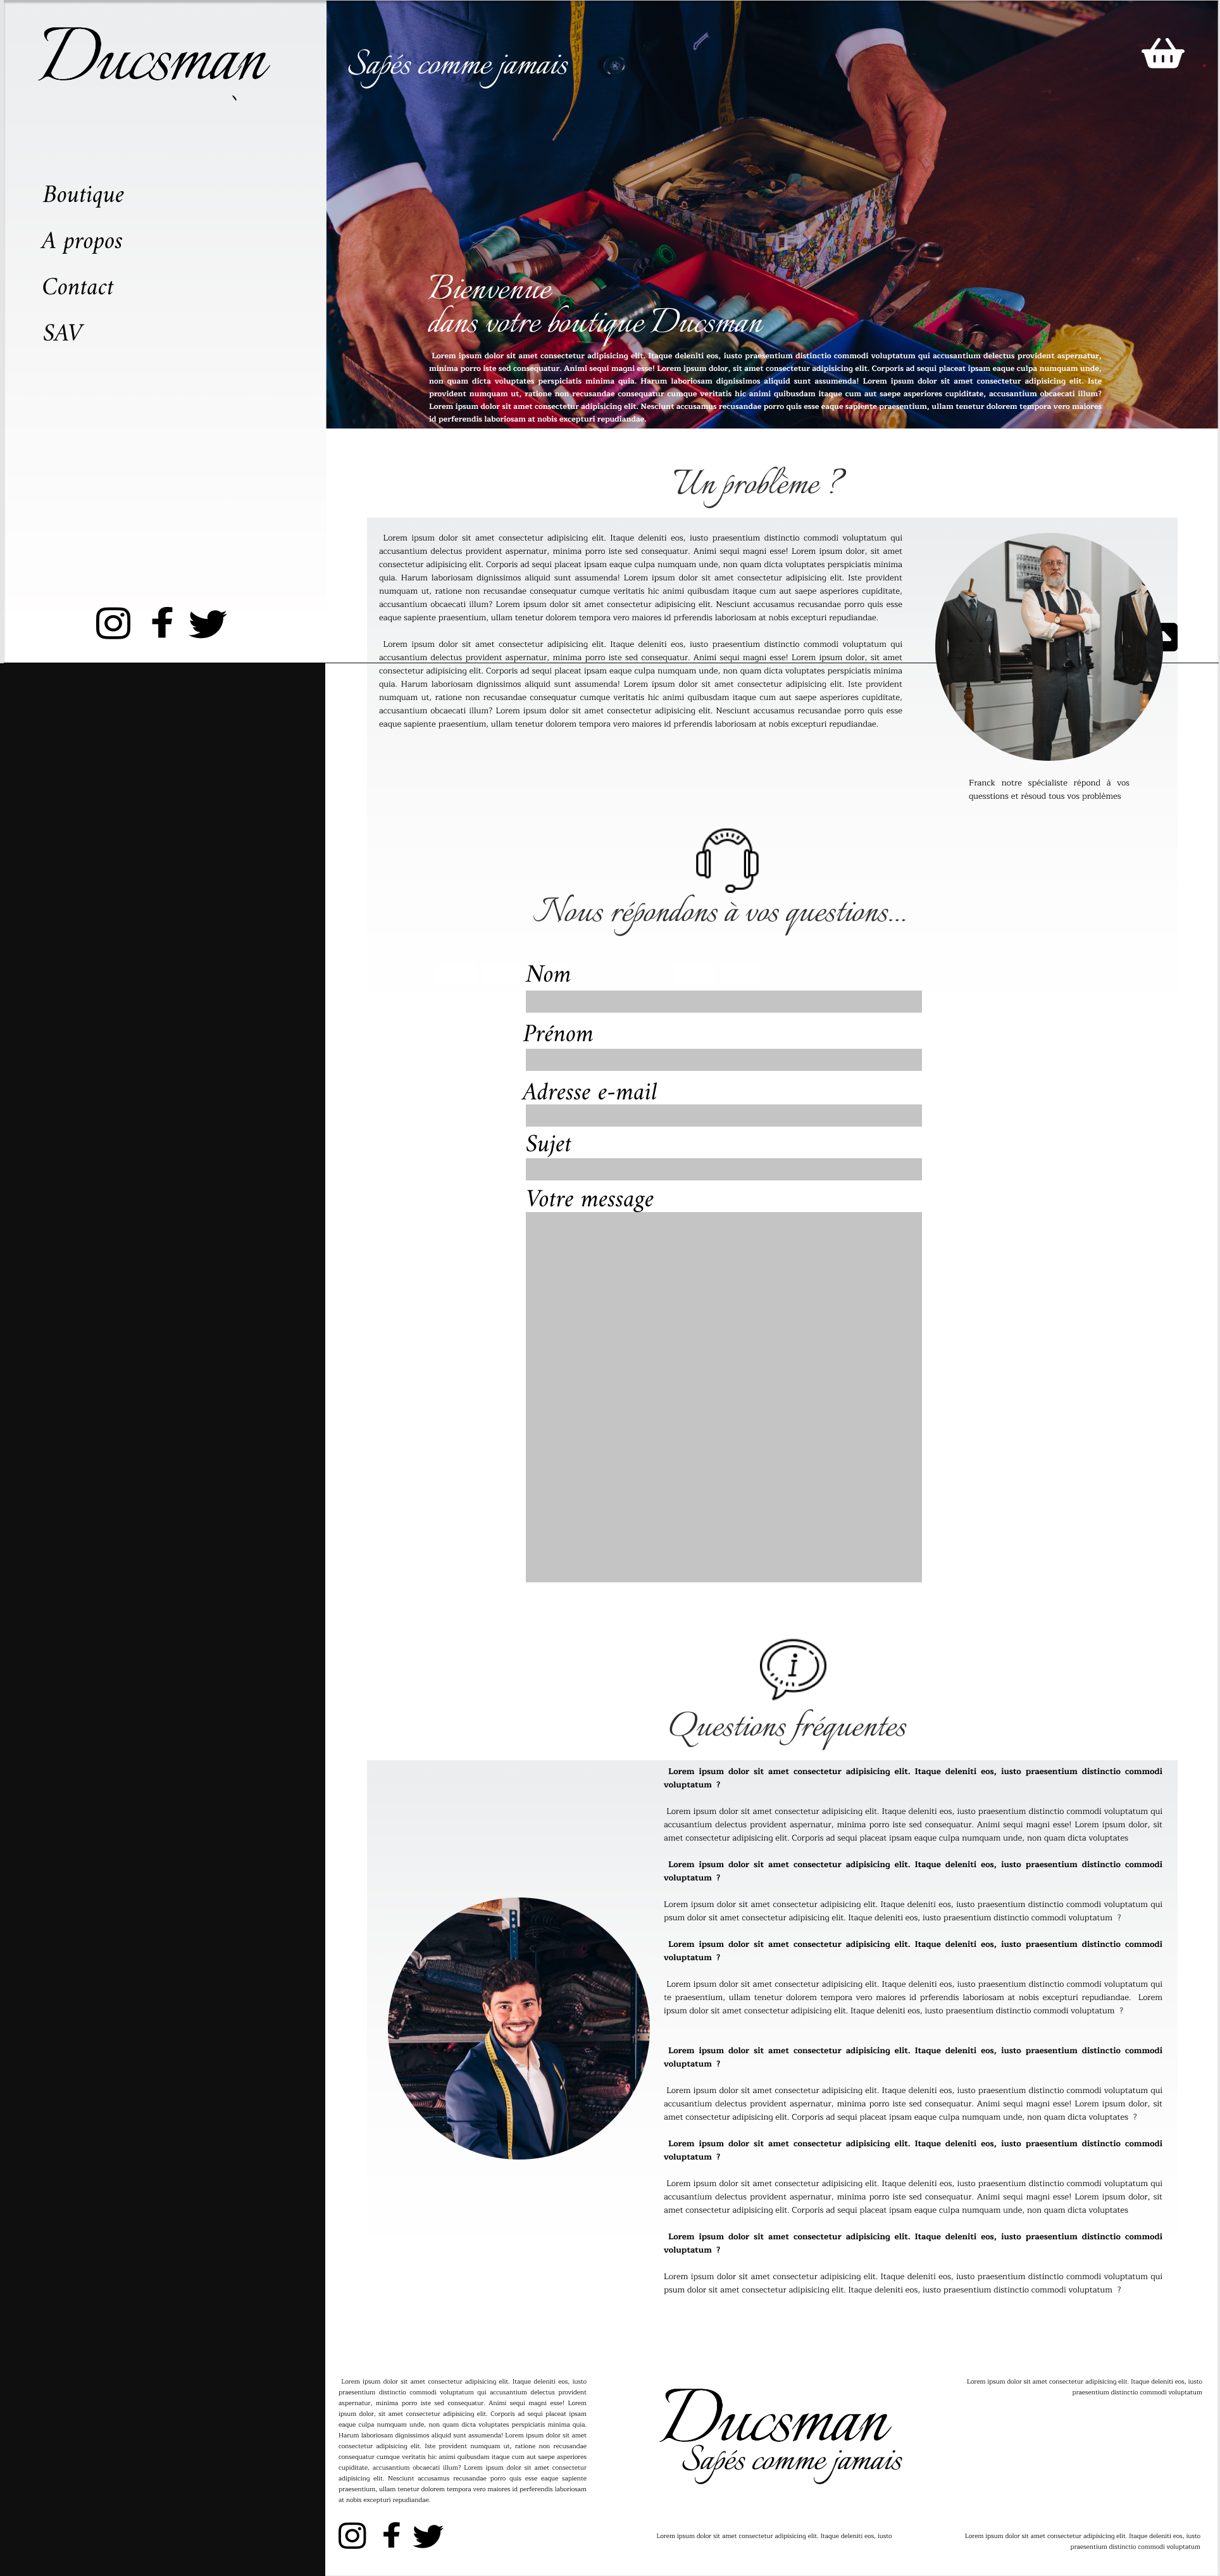 Ducsman
Boutique
A propos
Contact
SAV
Sapés comme jamais
Bienvenue
dans votre boutique Ducsman
Lorem ipsum dolor sit amet consectetur adipisicing elit. Itaque deleniti eos, iusto praesentium distinctio commodi voluptatum qui accusantium delectus provident aspernatur,
minima porro iste sed consequatur. Animi sequi magni esse! Lorem ipsum dolor, sit amet consectetur adipisicing elit. Corporis ad sequi placeat ipsam eaque culpa numquam unde,
non quam dicta voluptates perspiciatis minima quia. Harum laboriosam dignissimos aliquid sunt assumenda! Lorem ipsum dolor sit amet consectetur adipisicing elit. Iste
provident numquam ut, ratione non recusandae consequatur cumque veritatis hic animi quibusdam itaque cum aut saepe asperiores cupiditate, accusantium obcaecati illum?
Lorem ipsum dolor sit amet consectetur adipisicing elit. Nesciunt accusamus recusandae porro quis esse eaque sapiente praesentium, ullam tenetur dolorem tempora vero maiores
id perferendis laboriosam at nobis excepturi repudiandae.
Un problème ?
Lorem ipsum dolor sit amet consectetur adipisicing elit. Itaque deleniti eos, iusto praesentium distinctio commodi voluptatum qui
accusantium delectus provident aspernatur, minima porro iste sed consequatur. Animi sequi magni esse! Lorem ipsum dolor, sit amet
consectetur adipisicing elit. Corporis ad sequi placeat ipsam eaque culpa numquam unde, non quam dicta voluptates perspiciatis minima
quia. Harum laboriosam dignissimos aliquid sunt assumenda! Lorem ipsum dolor sit amet consectetur adipisicing elit. Iste provident
numquam ut, ratione non recusandae consequatur cumque veritatis hic animi quibusdam itaque cum aut saepe asperiores cupiditate,
accusantium obcaecati illum? Lorem ipsum dolor sit amet consectetur adipisicing elit. Nesciunt accusamus recusandae porro quis esse
eaque sapiente praesentium, ullam tenetur dolorem tempora vero maiores id prferendis laboriosam at nobis excepturi repudiandae.
Lorem ipsum dolor sit amet consectetur adipisicing elit. Itaque deleniti eos, iusto praesentium distinctio commodi voluptatum qui
accusantium delectus provident aspernatur, minima porro iste sed consequatur. Animi sequi magni esse! Lorem ipsum dolor, sit amet
consectetur adipisicing elit. Corporis ad sequi placeat ipsam eaque culpa numquam unde, non quam dicta voluptates perspiciatis minima
quia. Harum laboriosam dignissimos aliquid sunt assumenda! Lorem ipsum dolor sit amet consectetur adipisicing elit. Iste provident
numquam ut, ratione non recusandae consequatur cumque veritatis hic animi quibusdam itaque cum aut saepe asperiores cupiditate,
accusantium obcaecati illum? Lorem ipsum dolor sit amet consectetur adipisicing elit. Nesciunt accusamus recusandae porro quis esse
eaque sapiente praesentium, ullam tenetur dolorem tempora vero maiores id prferendis laboriosam at nobis excepturi repudiandae.
Franck notre spécialiste répond à vos
quesstions et résoud tous vos problèmes
Nous répondons à vos questions...
Nom
Prénom
Adresse e-mail
Sujet
Votre message
Questions fréquentes
Lorem ipsum dolor sit amet consectetur adipisicing elit. Itaque deleniti eos, iusto praesentium distinctio commodi
voluptatum ?
Lorem ipsum dolor sit amet consectetur adipisicing elit. Itaque deleniti eos, iusto praesentium distinctio commodi voluptatum qui
accusantium delectus provident aspernatur, minima porro iste sed consequatur. Animi sequi magni esse! Lorem ipsum dolor, sit
amet consectetur adipisicing elit. Corporis ad sequi placeat ipsam eaque culpa numquam unde, non quam dicta voluptates
Lorem ipsum dolor sit amet consectetur adipisicing elit. Itaque deleniti eos, iusto praesentium distinctio commodi
voluptatum ?
Lorem ipsum dolor sit amet consectetur adipisicing elit. Itaque deleniti eos, iusto praesentium distinctio commodi voluptatum qui
psum dolor sit amet consectetur adipisicing elit. Itaque deleniti eos, iusto praesentium distinctio commodi voluptatum ?
Lorem ipsum dolor sit amet consectetur adipisicing elit. Itaque deleniti eos, iusto praesentium distinctio commodi
voluptatum ?
Lorem ipsum dolor sit amet consectetur adipisicing elit. Itaque deleniti eos, iusto praesentium distinctio commodi voluptatum qui
te praesentium, ullam tenetur dolorem tempora vero maiores id prferendis laboriosam at nobis excepturi repudiandae. Lorem
ipsum dolor sit amet consectetur adipisicing elit. Itaque deleniti eos, iusto praesentium distinctio commodi voluptatum ?
Lorem ipsum dolor sit amet consectetur adipisicing elit. Itaque deleniti eos, iusto praesentium distinctio commodi
voluptatum ?
Lorem ipsum dolor sit amet consectetur adipisicing elit. Itaque deleniti eos, iusto praesentium distinctio commodi voluptatum qui
accusantium delectus provident aspernatur, minima porro iste sed consequatur. Animi sequi magni esse! Lorem ipsum dolor, sit
amet consectetur adipisicing elit. Corporis ad sequi placeat ipsam eaque culpa numquam unde, non quam dicta voluptates ?
Lorem ipsum dolor sit amet consectetur adipisicing elit. Itaque deleniti eos, iusto praesentium distinctio commodi
voluptatum ?
Lorem ipsum dolor sit amet consectetur adipisicing elit. Itaque deleniti eos, iusto praesentium distinctio commodi voluptatum qui
accusantium delectus provident aspernatur, minima porro iste sed consequatur. Animi sequi magni esse! Lorem ipsum dolor, sit
amet consectetur adipisicing elit. Corporis ad sequi placeat ipsam eaque culpa numquam unde, non quam dicta voluptates
Lorem ipsum dolor sit amet consectetur adipisicing elit. Itaque deleniti eos, iusto praesentium distinctio commodi
voluptatum ?
Lorem ipsum dolor sit amet consectetur adipisicing elit. Itaque deleniti eos, iusto praesentium distinctio commodi voluptatum qui
psum dolor sit amet consectetur adipisicing elit. Itaque deleniti eos, iusto praesentium distinctio commodi voluptatum ?
Lorem ipsum dolor sit amet consectetur adipisicing elit. Itaque deleniti eos, iusto
praesentium distinctio commodi voluptatum qui accusantium delectus provident
aspernatur, minima porro iste sed consequatur. Animi sequi magni esse! Lorem
ipsum dolor, sit amet consectetur adipisicing elit. Corporis ad sequi placeat ipsam
eaque culpa numquam unde, non quam dicta voluptates perspiciatis minima quia.
Harum laboriosam dignissimos aliquid sunt assumenda! Lorem ipsum dolor sit amet
consectetur adipisicing elit. Iste provident numquam ut, ratione non recusandae
consequatur cumque veritatis hic animi quibusdam itaque cum aut saepe asperiores
cupiditate, accusantium obcaecati illum? Lorem ipsum dolor sit amet consectetur
adipisicing elit. Nesciunt accusamus recusandae porro quis esse eaque sapiente
praesentium, ullam tenetur dolorem tempora vero maiores id perferendis laboriosam
at nobis excepturi repudiandae.
Ducsman
Sapés comme jamais
Lorem ipsum dolor sit amet consectetur adipisicing elit. Itaque deleniti eos, iusto
praesentium distinctio commodi voluptatum
Lorem ipsum dolor sit amet consectetur adipisicing elit. Itaque deleniti eos, iusto
Lorem ipsum dolor sit amet consectetur adipisicing elit. Itaque deleniti eos, iusto
praesentium distinctio commodi voluptatum